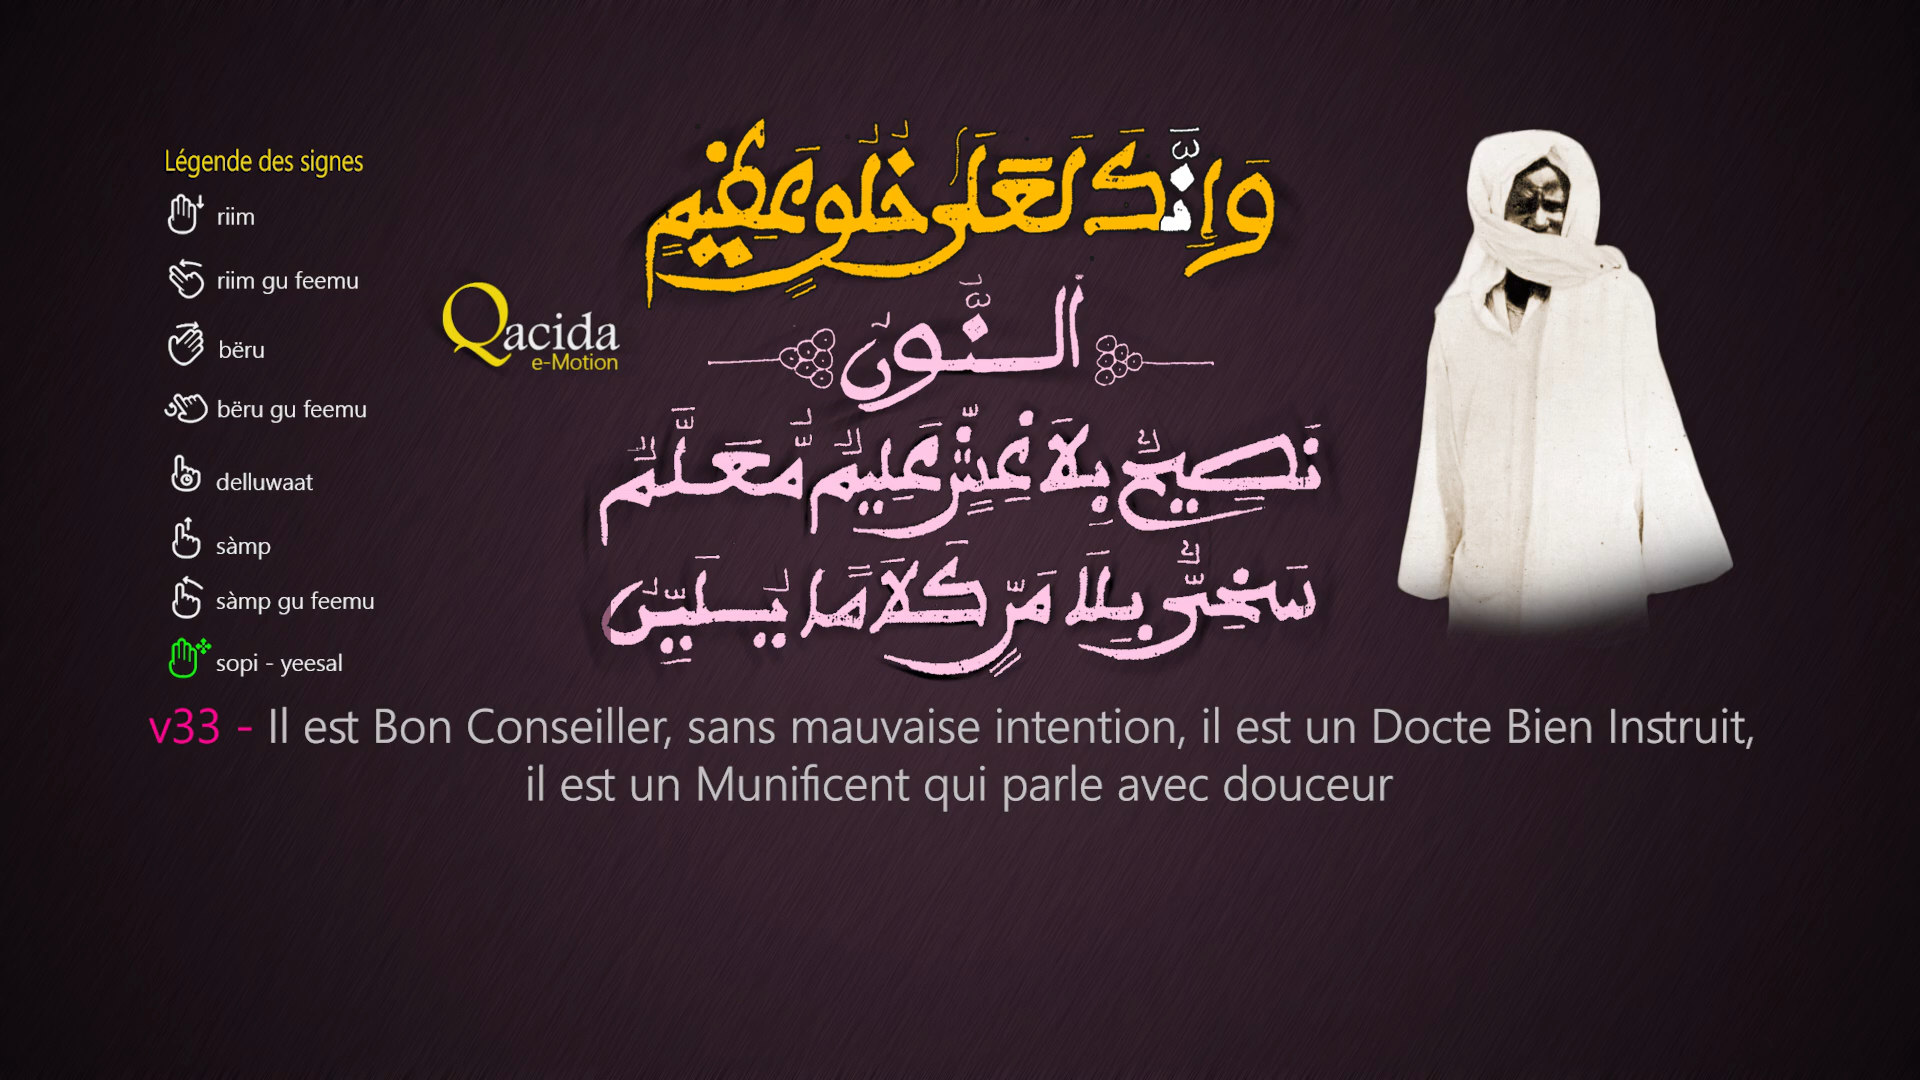 Légende des signes
riim
riim gu feemu
bëru
bëru gu feemu
delluwaat
sàmp
sàmp gu feemu
sopi - yeesal
Qacida
e-Motion
وَإِنَّكَ لَعَلَىٰ خُلُوٍ عَظِيمٍ
اَلنُّونُ
نَصِيحٌ بِلَا غِشٍّ عَلِيمٌ مُّعَلَّمٌ
سَخِىٌّ بِلَا مَرٍّ كَلَامًا يُسَلِيِّنُ
v33 - Il est Bon Conseiller, sans mauvaise intention, il est un Docte Bien Instruit,
il est un Munificent qui parle avec douceur